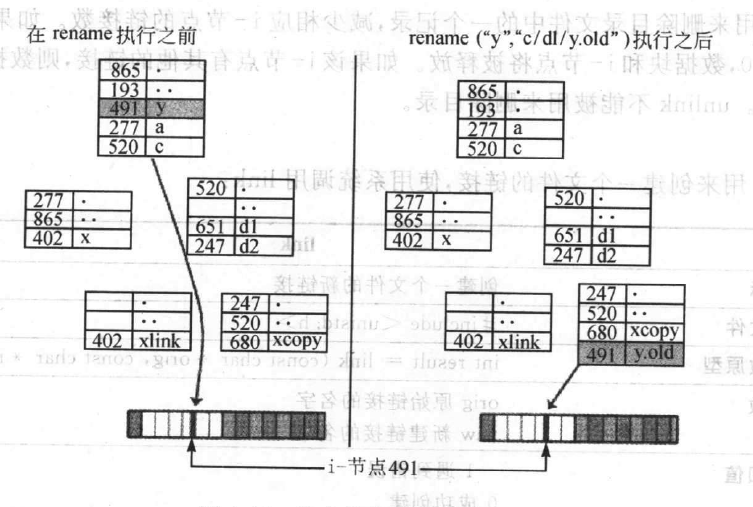 在 rename 执行之前
865 .
193 ..
491 y
277 a
520 c
277 .
865 ..
402 x
520 .
..
651 d1
247 d2
.
..
402 xlink
247 .
520 ..
680 xcopy
rename (“y”,“c/dl/y.old”)执行之后
865 .
193 ..
277 a
520 c
277 .
865 ..
402 x
520 .
..
651 d1
247 d2
.
..
402 xlink
247 .
520 ..
680 xcopy
491 y.old
i-节点491